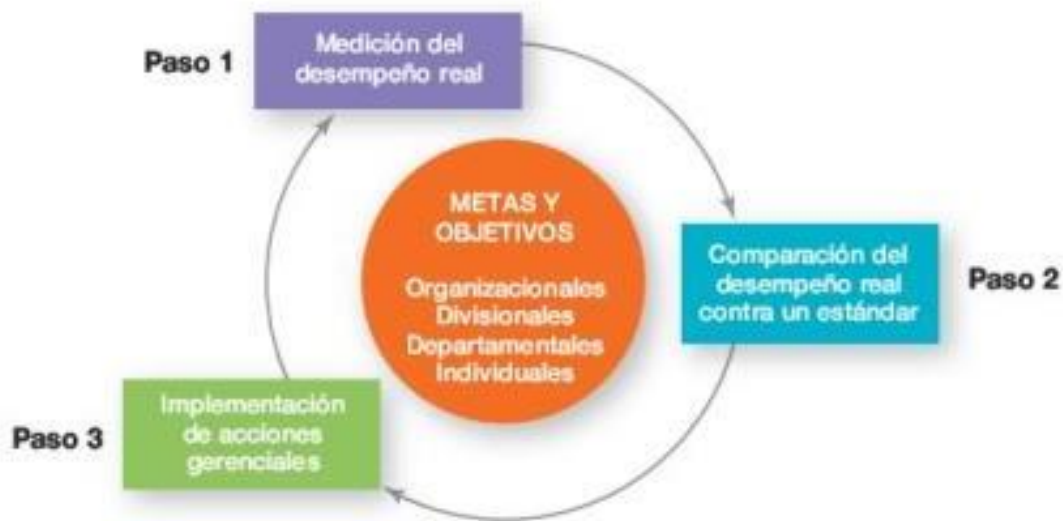 Paso 1
Medición del
desempeño real
METAS Y
OBJETIVOS
Organizacionales
Divisionales
Departamentales
Individuales
Comparación del
desempeño real
contra un estándar
Paso 2
Paso 3
Implementación
de acciones
gerenciales